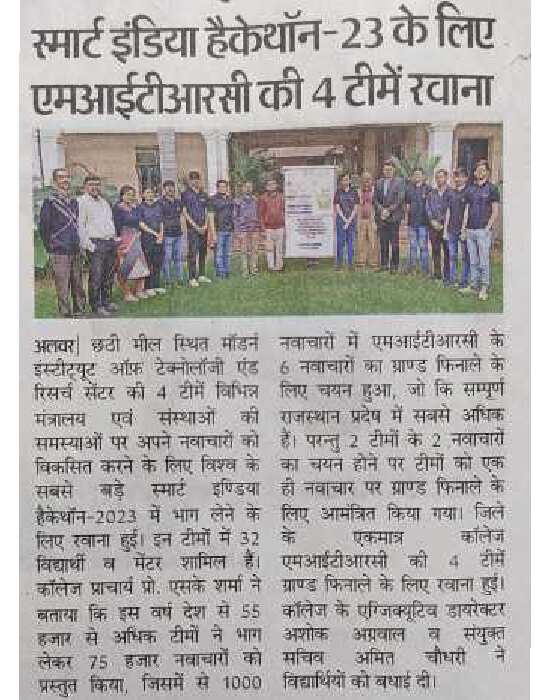 स्मार्ट इंडिया हैकेथॉन-23 के लिए
एमआईटीआरसी की 4 टीमें रवाना
अलवर| छठी मील स्थित मॉडर्न
इंस्टीट्यूट ऑफ़ टेक्नोलॉजी एंड
रिसर्च सेंटर की 4 टीमें विभिन्न
मंत्रालय एवं संस्थाओं की
समस्याओं पर अपने नवाचारों को
विकसित करने के लिए विश्व के
सबसे बड़े स्मार्ट इण्डिया
हैकेथॉन-2023 में भाग लेने के
लिए रवाना हुई। इन टीमों में 32
विद्यार्थी व मेंटर शामिल है।
कॉलेज प्राचार्य प्रो. एसके शर्मा ने
बताया कि इस वर्ष देश से 55
हजार से अधिक टीमों ने भाग
लेकर 75 हजार नवाचारों को
प्रस्तुत किया, जिसमें से 1000
नवाचारों में एमआईटीआरसी के
6 नवाचारों का ग्राण्ड फिनाले के
लिए चयन हुआ, जो कि सम्पूर्ण
राजस्थान प्रदेष में सबसे अधिक
है। परन्तु 2 टीमों के 2 नवाचारों
का चयन होने पर टीमों को एक
ही नवाचार पर ग्राण्ड फिनाले के
लिए आमंत्रित किया गया। जिले
के एकमात्र कॉलेज
एमआईटीआरसी की 4 टीमें
ग्राण्ड फिनाले के लिए रवाना हुई।
कॉलेज के एग्जिक्यूटिव डायरेक्टर
अशोक अग्रवाल व संयुक्त
सचिव अमित चौधरी ने
विद्यार्थियों को बधाई दी।